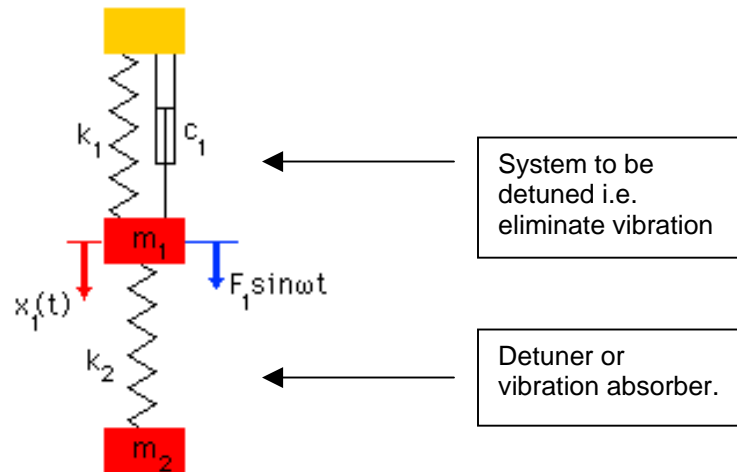 k₁
c₁
System to be
detuned i.e.
eliminate vibration
m₁
x₁(t)
F₁sinωt
k₂
Detuner or
vibration absorber.
m₂